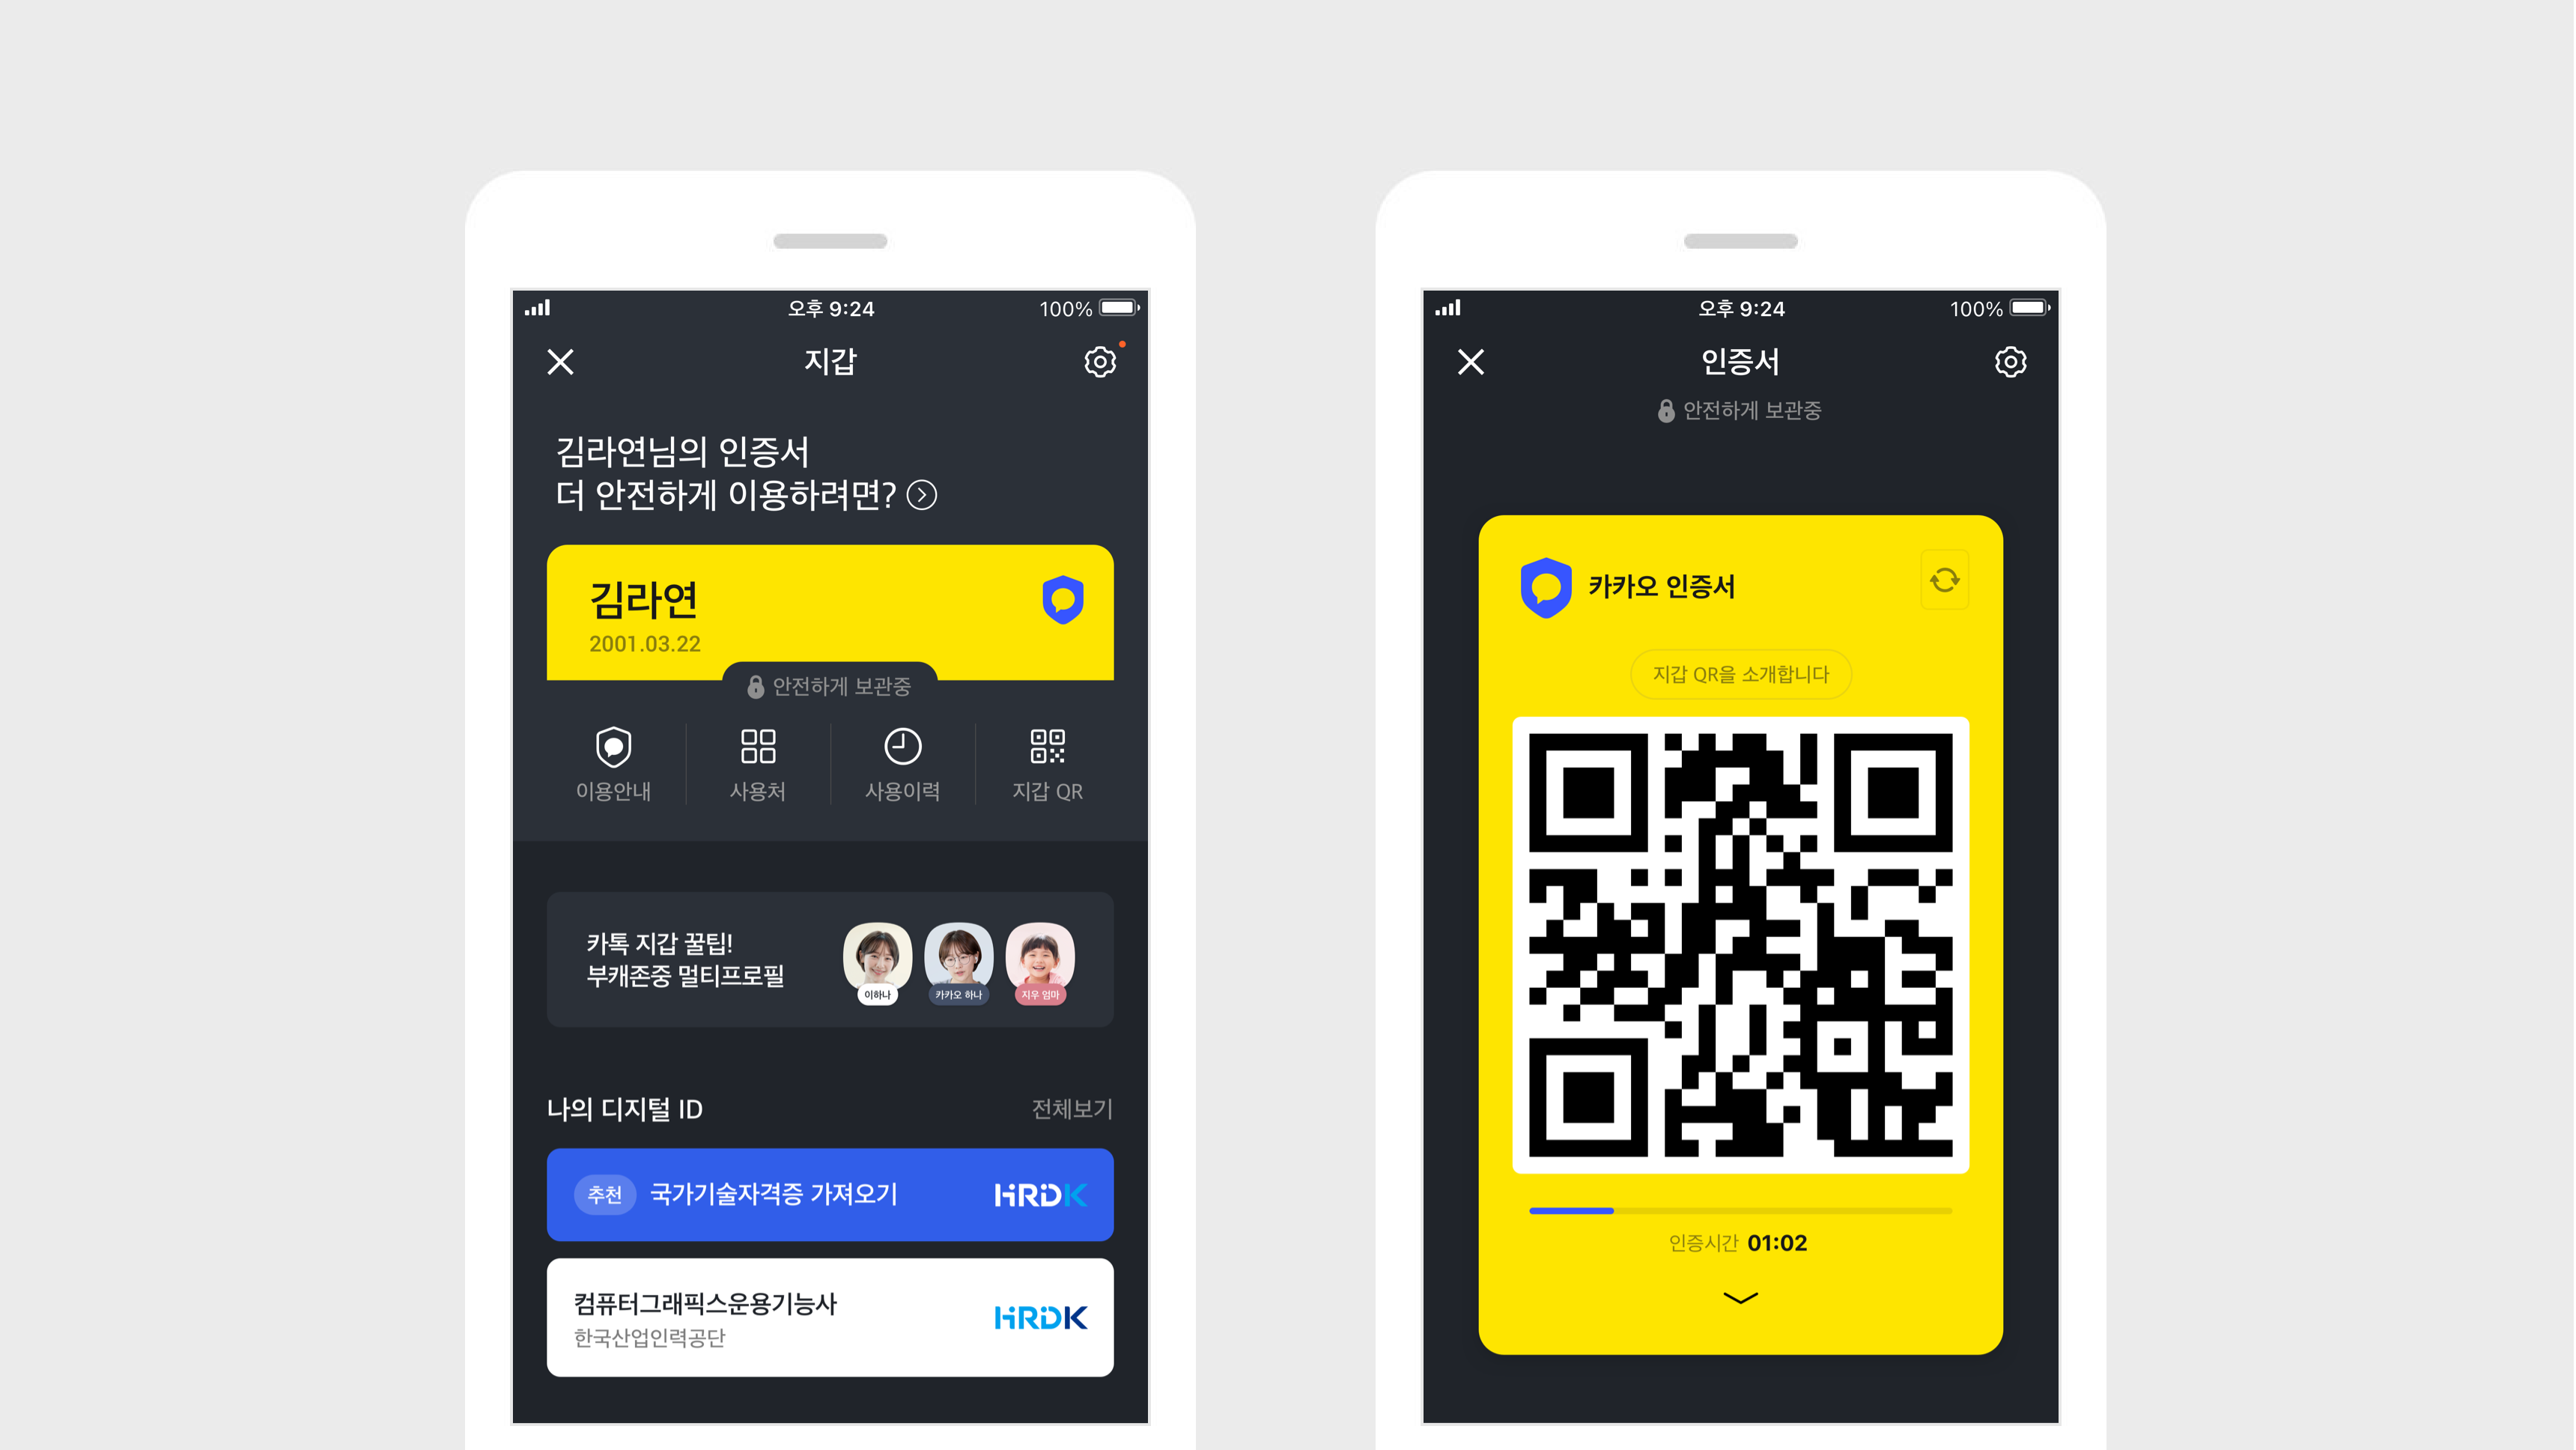 오후 9:24
100%
지갑
김라연님의 인증서
더 안전하게 이용하려면?
김라연
2001.03.22
안전하게 보관중
이용안내
사용처
사용이력
지갑 QR
카톡 지갑 꿀팁!
부캐존중 멀티프로필
이하나
카카오 하나
지우 엄마
나의 디지털 ID
전체보기
추천
국가기술자격증 가져오기
HRDK
컴퓨터그래픽스운용기능사
한국산업인력공단
HRDK
오후 9:24
100%
인증서
안전하게 보관중
카카오 인증서
지갑 QR을 소개합니다
인증시간 01:02